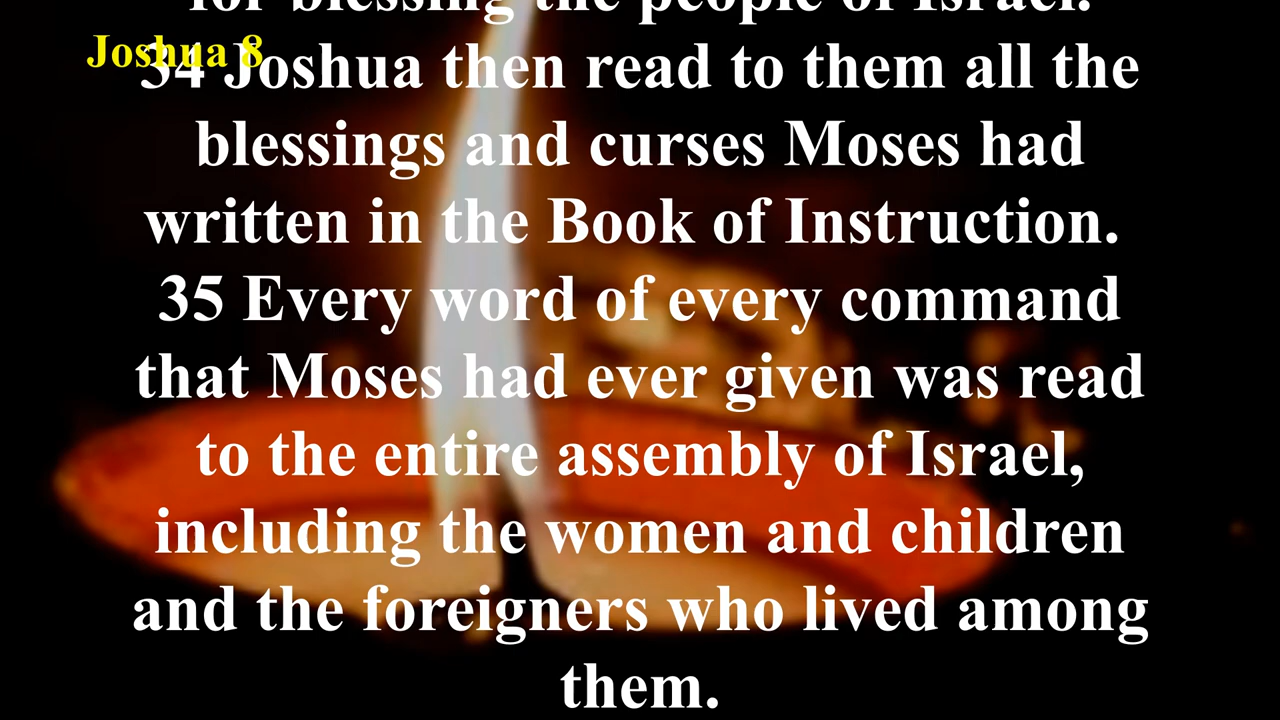 for blessing the people of Israel.
Joshua 8
34 Joshua then read to them all the
blessings and curses Moses had
written in the Book of Instruction.
35 Every word of every command
that Moses had ever given was read
to the entire assembly of Israel,
including the women and children
and the foreigners who lived among
them.